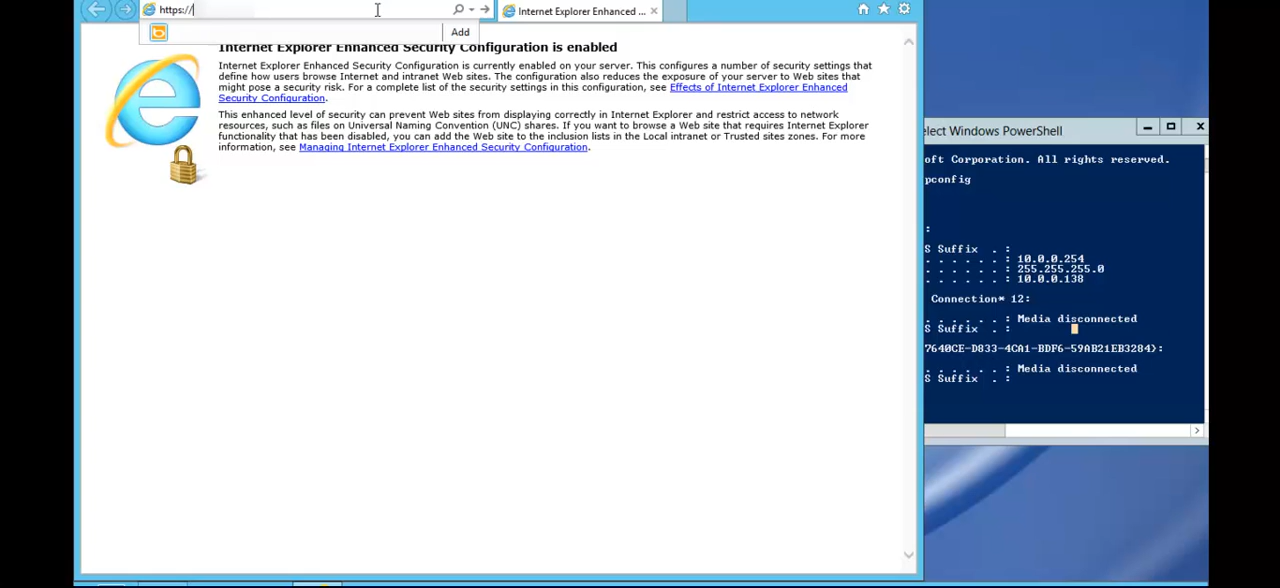 https://
Internet Explorer Enhanced ...
Add
Internet Explorer Enhanced Security Configuration is enabled
Internet Explorer Enhanced Security Configuration is currently enabled on your server. This configures a number of security settings that
define how users browse Internet and intranet Web sites. The configuration also reduces the exposure of your server to Web sites that
might pose a security risk. For a complete list of the security settings in this configuration, see Effects of Internet Explorer Enhanced
Security Configuration.
This enhanced level of security can prevent Web sites from displaying correctly in Internet Explorer and restrict access to network
resources, such as files on Universal Naming Convention (UNC) shares. If you want to browse a Web site that requires Internet Explorer
functionality that has been disabled, you can add the Web site to the inclusion lists in the Local intranet or Trusted sites zones. For more
information, see Managing Internet Explorer Enhanced Security Configuration.
elect Windows PowerShell
oft Corporation. All rights reserved.
pconfig
:
S Suffix . :
. . . . . . : 10.0.0.254
. . . . . . : 255.255.255.0
. . . . . . : 10.0.0.138
Connection* 12:
. . . . . . : Media disconnected
S Suffix . :
7640CE-D833-4CA1-BDF6-59AB21EB3284}:
. . . . . . : Media disconnected
S Suffix . :